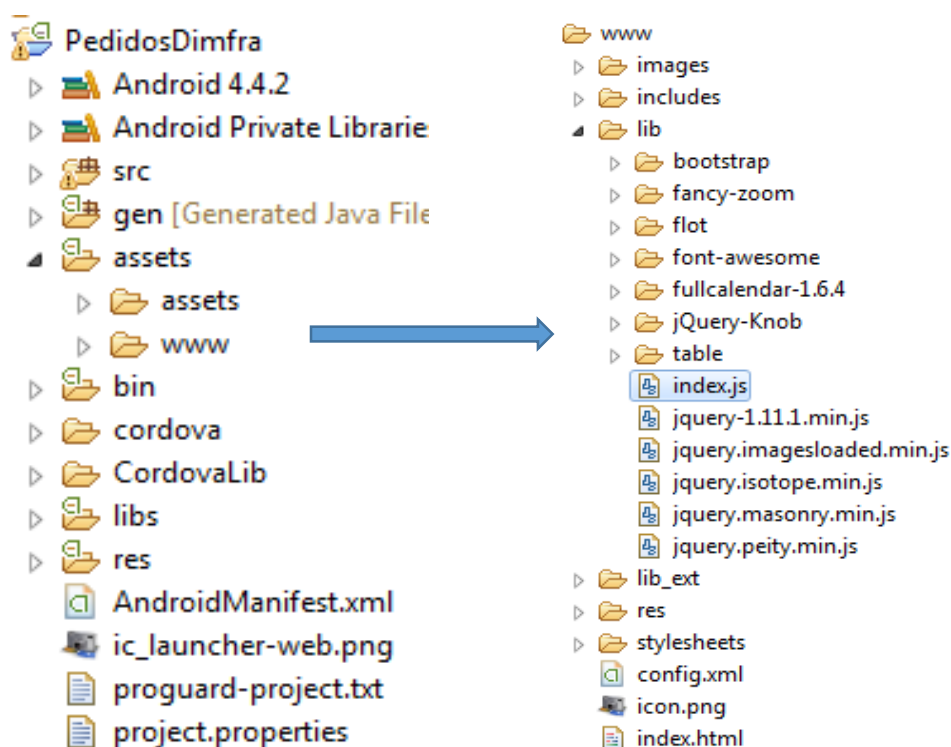 PedidosDimfra
Android 4.4.2
Android Private Librarie
src
gen [Generated Java File
assets
assets
www
bin
cordova
CordovaLib
libs
res
AndroidManifest.xml
ic_launcher-web.png
proguard-project.txt
project.properties
www
images
includes
lib
bootstrap
fancy-zoom
flot
font-awesome
fullcalendar-1.6.4
jQuery-Knob
table
index.js
jquery-1.11.1.min.js
jquery.imagesloaded.min.js
jquery.isotope.min.js
jquery.masonry.min.js
jquery.peity.min.js
lib_ext
res
stylesheets
config.xml
icon.png
index.html